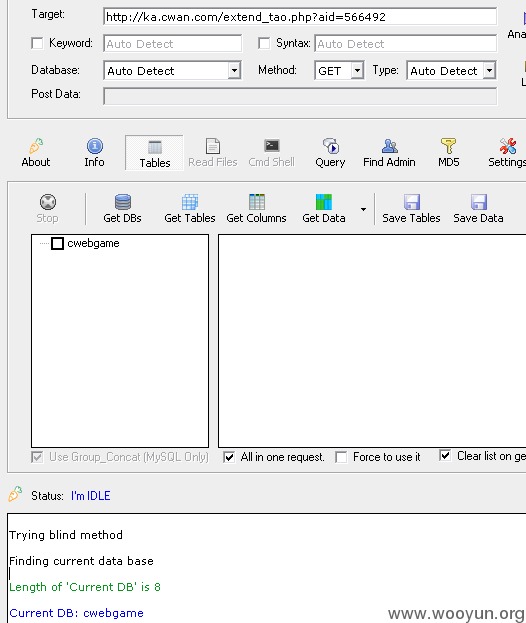 Target: http://ka.cwan.com/extend_tao.php?aid=566492
Keyword: Auto Detect Syntax: Auto Detect
Database: Auto Detect Method: GET Type: Auto Detect
Post Data:
About Info Tables Read Files Cmd Shell Query Find Admin MD5 Settings
Stop Get DBs Get Tables Get Columns Get Data Save Tables Save Data
cwebgame
Use Group_Concat (MySQL Only) All in one request. Force to use it Clear list on ge
Status: I'm IDLE
Trying blind method
Finding current data base
Length of 'Current DB' is 8
Current DB: cwebgame
www.wooyun.org